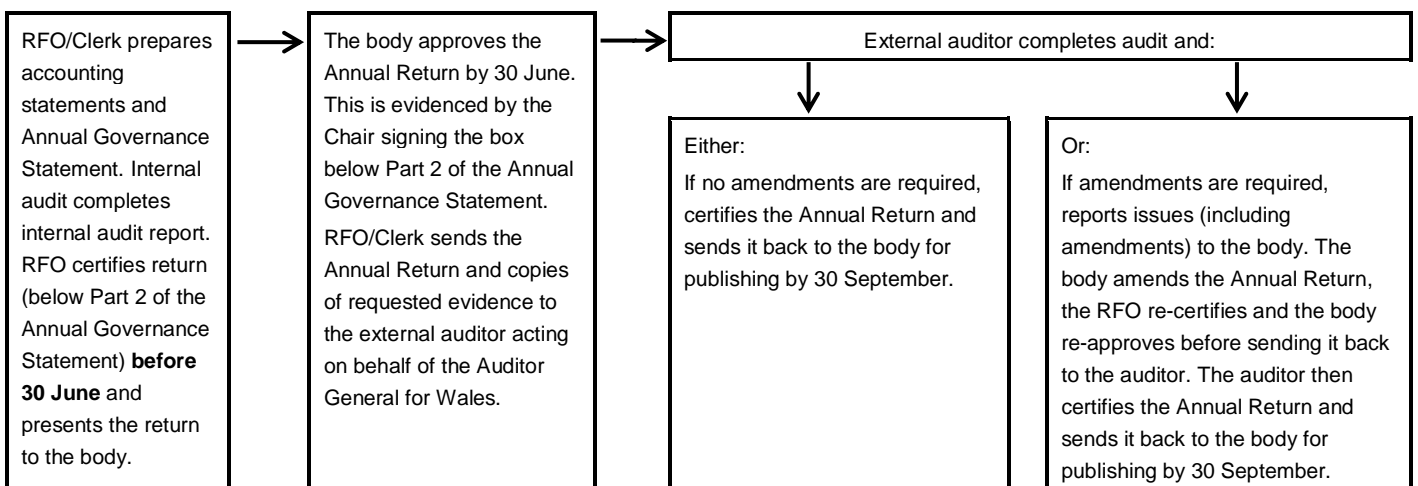 RFO/Clerk prepares
accounting
statements and
Annual Governance
Statement. Internal
audit completes
internal audit report.
RFO certifies return
(below Part 2 of the
Annual Governance
Statement) before
30 June and
presents the return
to the body.
The body approves the
Annual Return by 30 June.
This is evidenced by the
Chair signing the box
below Part 2 of the Annual
Governance Statement.
RFO/Clerk sends the
Annual Return and copies
of requested evidence to
the external auditor acting
on behalf of the Auditor
General for Wales.
External auditor completes audit and:
Either:
If no amendments are required,
certifies the Annual Return and
sends it back to the body for
publishing by 30 September.
Or:
If amendments are required,
reports issues (including
amendments) to the body. The
body amends the Annual Return,
the RFO re-certifies and the body
re-approves before sending it back
to the auditor. The auditor then
certifies the Annual Return and
sends it back to the body for
publishing by 30 September.